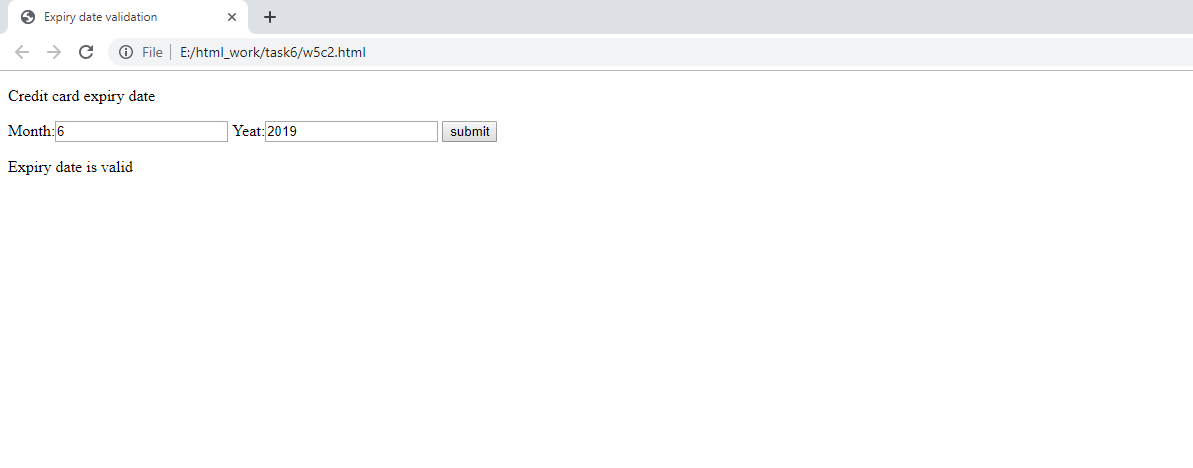 Expiry date validation
File E:/html_work/task6/w5c2.html
Credit card expiry date
Month:6 Yeat:2019 submit
Expiry date is valid